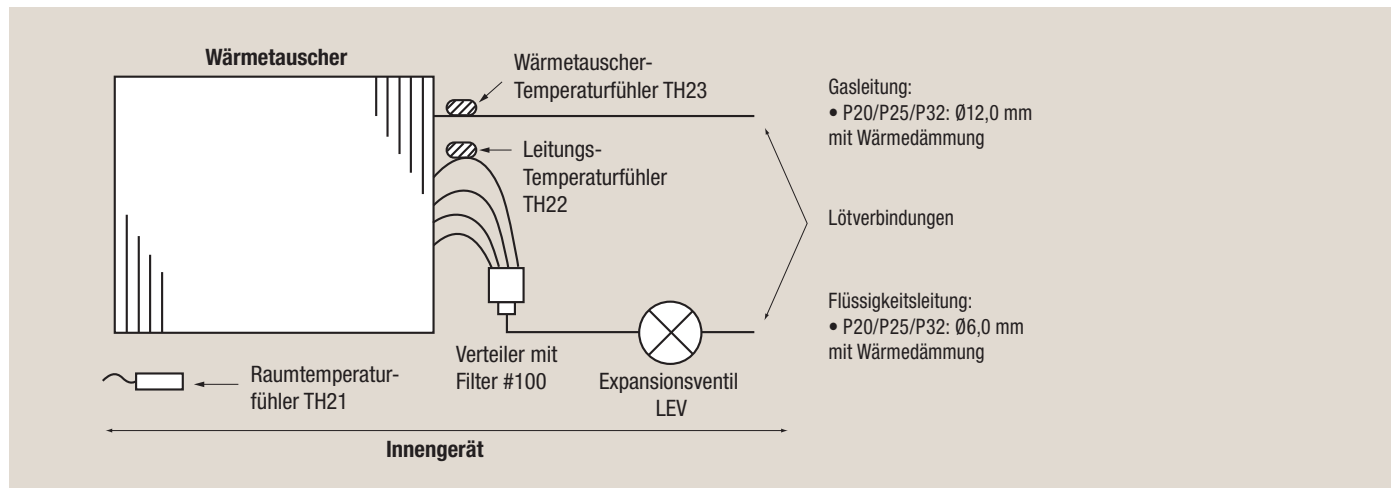 Wärmetauscher
Wärmetauscher-
Temperaturfühler TH23
Leitungs-
Temperaturfühler
TH22
Gasleitung:
• P20/P25/P32: Ø12,0 mm
mit Wärmedämmung
Lötverbindungen
Flüssigkeitsleitung:
• P20/P25/P32: Ø6,0 mm
mit Wärmedämmung
Verteiler mit
Filter #100
Expansionsventil
LEV
Raumtemperatur-
fühler TH21
Innengerät